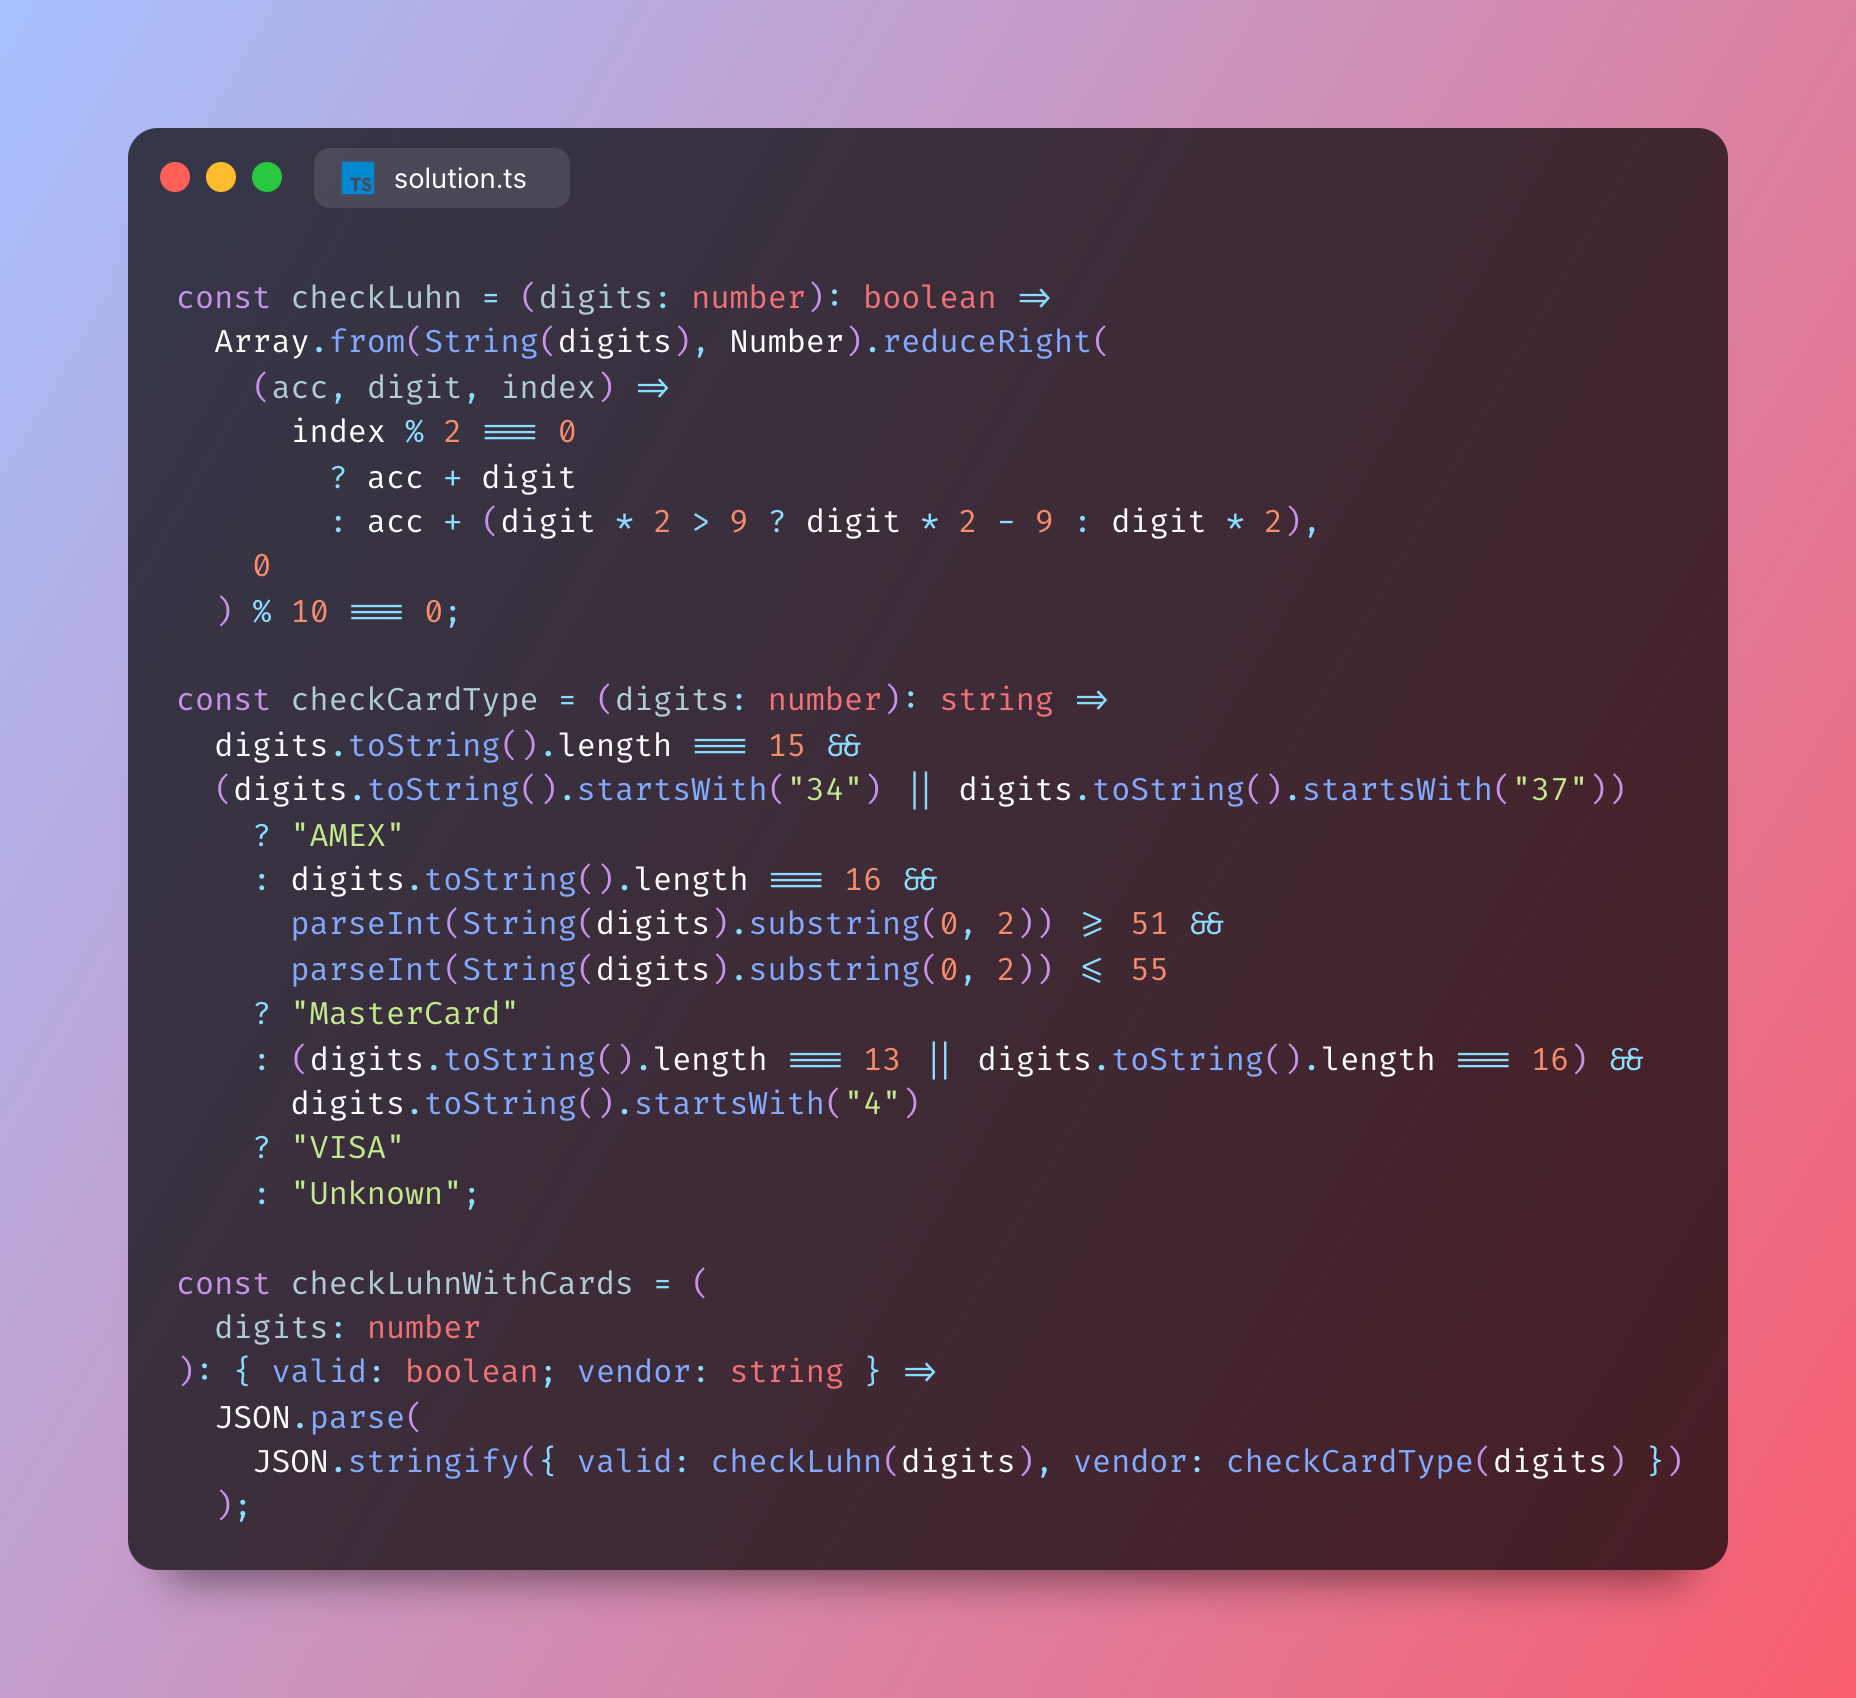 TS solution.ts
const checkLuhn = (digits: number): boolean =>
  Array.from(String(digits), Number).reduceRight(
    (acc, digit, index) =>
      index % 2 === 0
        ? acc + digit
        : acc + (digit * 2 > 9 ? digit * 2 - 9 : digit * 2),
    0
  ) % 10 === 0;

const checkCardType = (digits: number): string =>
  digits.toString().length === 15 &&
  (digits.toString().startsWith("34") || digits.toString().startsWith("37"))
    ? "AMEX"
    : digits.toString().length === 16 &&
      parseInt(String(digits).substring(0, 2)) >= 51 &&
      parseInt(String(digits).substring(0, 2)) <= 55
    ? "MasterCard"
    : (digits.toString().length === 13 || digits.toString().length === 16) &&
      digits.toString().startsWith("4")
    ? "VISA"
    : "Unknown";

const checkLuhnWithCards = (
  digits: number
): { valid: boolean; vendor: string } =>
  JSON.parse(
    JSON.stringify({ valid: checkLuhn(digits), vendor: checkCardType(digits) })
  );